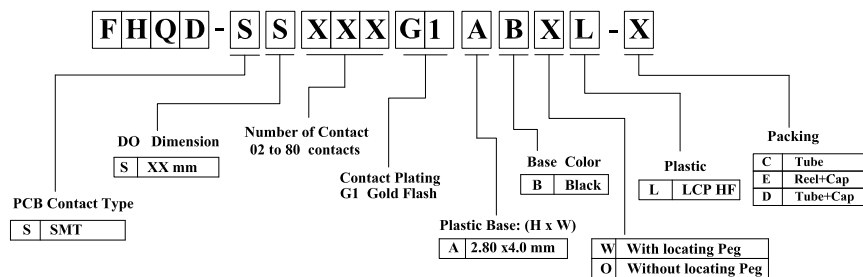 FHQD-SSXXXG1ABXL-X
DO Dimension
S XX mm
Number of Contact
02 to 80 contacts
Contact Plating
G1 Gold Flash
Base Color
B Black
Plastic
L LCP HF
Packing
C Tube
E Reel+Cap
D Tube+Cap
PCB Contact Type
S SMT
Plastic Base: (H x W)
A 2.80 x4.0 mm
W With locating Peg
O Without locating Peg